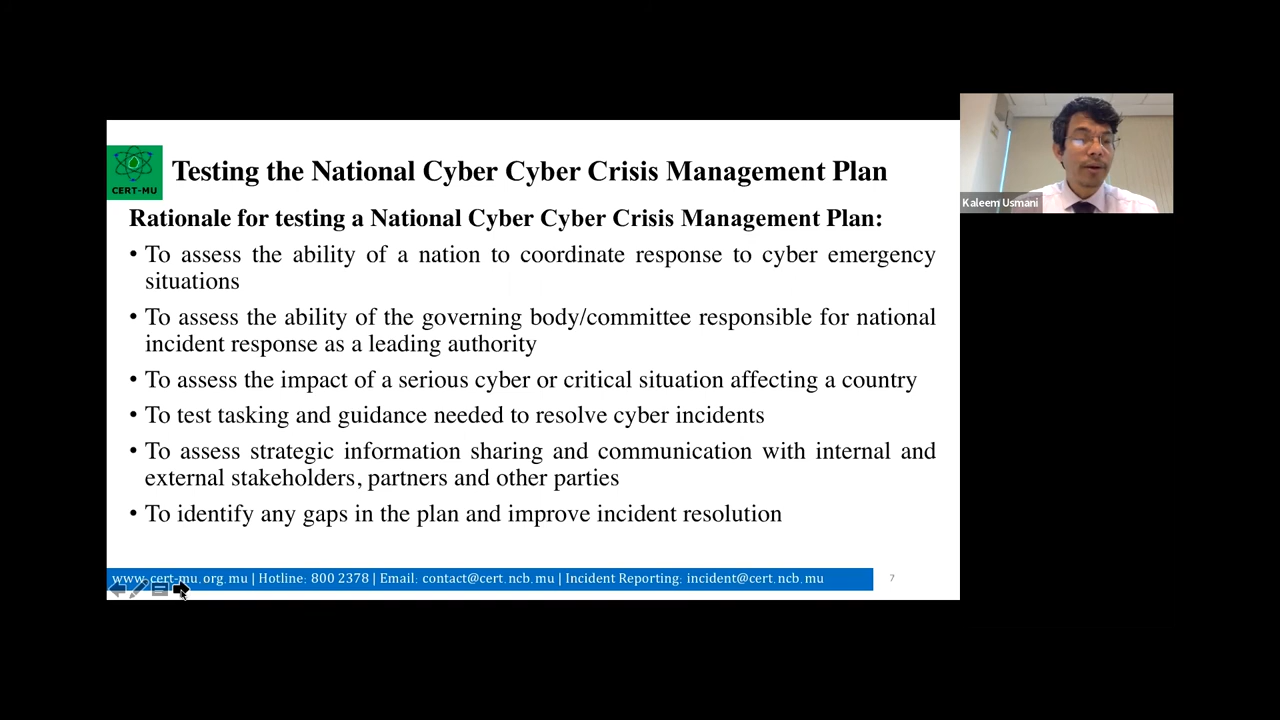 CERT-MU
Testing the National Cyber Cyber Crisis Management Plan
Rationale for testing a National Cyber Cyber Crisis Management Plan:
• To assess the ability of a nation to coordinate response to cyber emergency
situations
• To assess the ability of the governing body/committee responsible for national
incident response as a leading authority
• To assess the impact of a serious cyber or critical situation affecting a country
• To test tasking and guidance needed to resolve cyber incidents
• To assess strategic information sharing and communication with internal and
external stakeholders, partners and other parties
• To identify any gaps in the plan and improve incident resolution
www.cert-mu.org.mu | Hotline: 800 2378 | Email: contact@cert.ncb.mu | Incident Reporting: incident@cert.ncb.mu
7
Kaleem Usmani